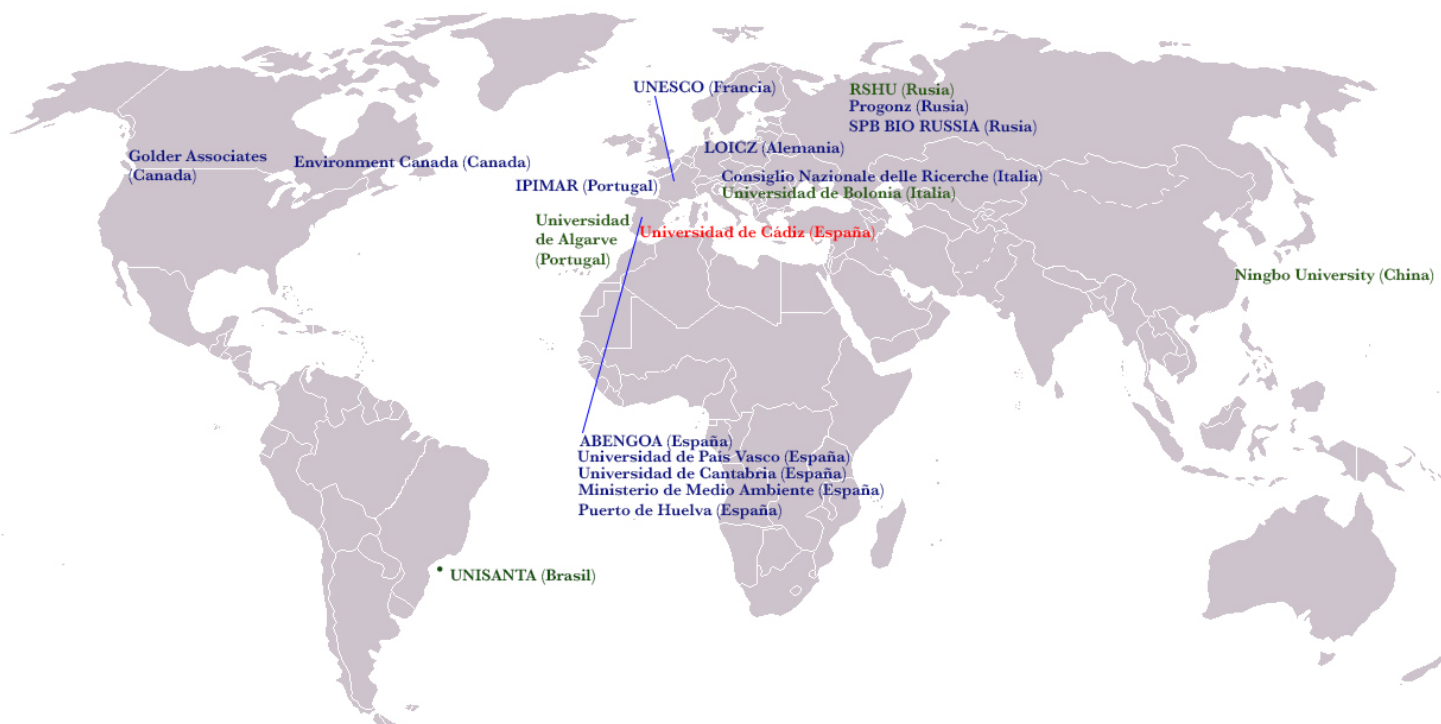 UNESCO (Francia)
RSHU (Rusia)
Progonz (Rusia)
SPB BIO RUSSIA (Rusia)
LOICZ (Alemania)
Golder Associates
(Canada)
Environment Canada (Canada)
IPIMAR (Portugal)
Consiglio Nazionale delle Ricerche (Italia)
Universidad de Bolonia (Italia)
Universidad
de Algarve
(Portugal)
Universidad de Cádiz (España)
Ningbo University (China)
ABENGOA (España)
Universidad de País Vasco (España)
Universidad de Cantabria (España)
Ministerio de Medio Ambiente (España)
Puerto de Huelva (España)
UNISANTA (Brasil)